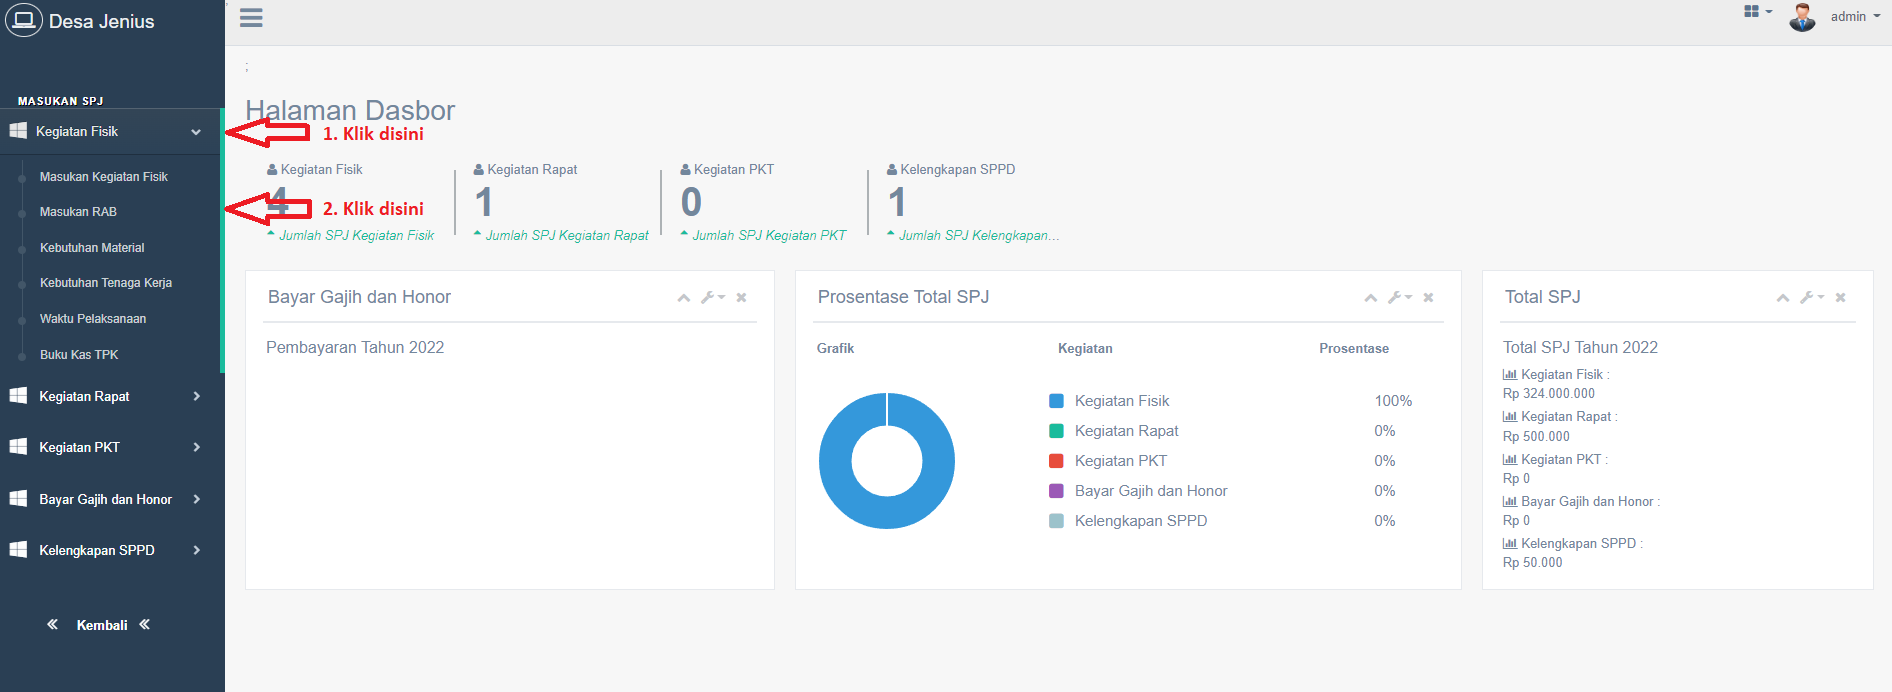 Desa Jenius
admin
;
MASUKAN SPJ
Kegiatan Fisik
Masukan Kegiatan Fisik
Masukan RAB
Kebutuhan Material
Kebutuhan Tenaga Kerja
Waktu Pelaksanaan
Buku Kas TPK
Kegiatan Rapat
Kegiatan PKT
Bayar Gajih dan Honor
Kelengkapan SPPD
Kembali
Halaman Dasbor
1. Klik disini
2. Klik disini
Kegiatan Fisik
4
Jumlah SPJ Kegiatan Fisik
Kegiatan Rapat
1
Jumlah SPJ Kegiatan Rapat
Kegiatan PKT
0
Jumlah SPJ Kegiatan PKT
Kelengkapan SPPD
1
Jumlah SPJ Kelengkapan...
Bayar Gajih dan Honor
Pembayaran Tahun 2022
Prosentase Total SPJ
Grafik Kegiatan Prosentase
Kegiatan Fisik 100%
Kegiatan Rapat 0%
Kegiatan PKT 0%
Bayar Gajih dan Honor 0%
Kelengkapan SPPD 0%
Total SPJ
Total SPJ Tahun 2022
Kegiatan Fisik :
Rp 324.000.000
Kegiatan Rapat :
Rp 500.000
Kegiatan PKT :
Rp 0
Bayar Gajih dan Honor :
Rp 0
Kelengkapan SPPD :
Rp 50.000